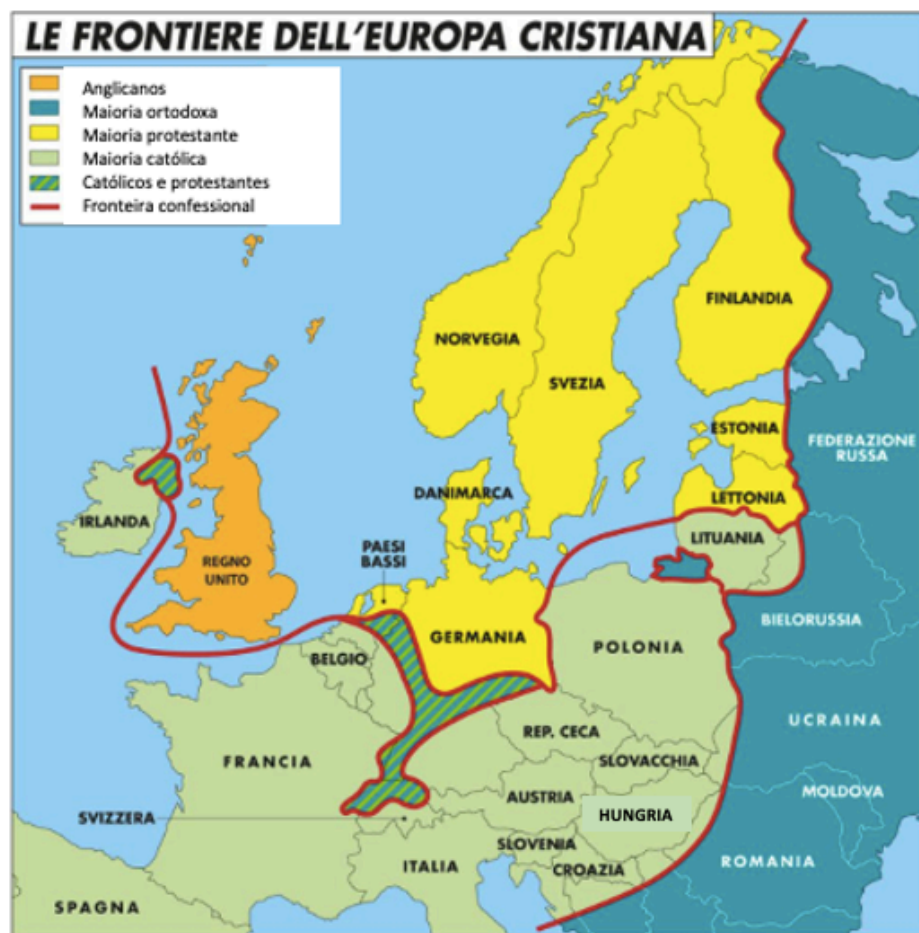 LE FRONTIERE DELL'EUROPA CRISTIANA
Anglicanos
Maioria ortodoxa
Maioria protestante
Maioria católica
Católicos e protestantes
Fronteira confessional
FINLANDIA
NORVEGIA
SVEZIA
ESTONIA
FEDERAZIONE
RUSSA
DANIMARCA
LETTONIA
IRLANDA
LITUANIA
PAESI
BASSI
REGNO
UNITO
BIELORUSSIA
GERMANIA
POLONIA
BELGIO
UCRAINA
REP. CECA
FRANCIA
SLOVACCHIA
MOLDOVA
AUSTRIA
HUNGRIA
SVIZZERA
SLOVENIA
ROMANIA
ITALIA
CROAZIA
SPAGNA